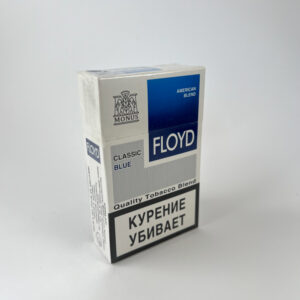 AMERICAN
BLEND
MONUS
FLOYD
CLASSIC
BLUE
Quality Tobacco Blend
КУРЕНИЕ
УБИВАЕТ